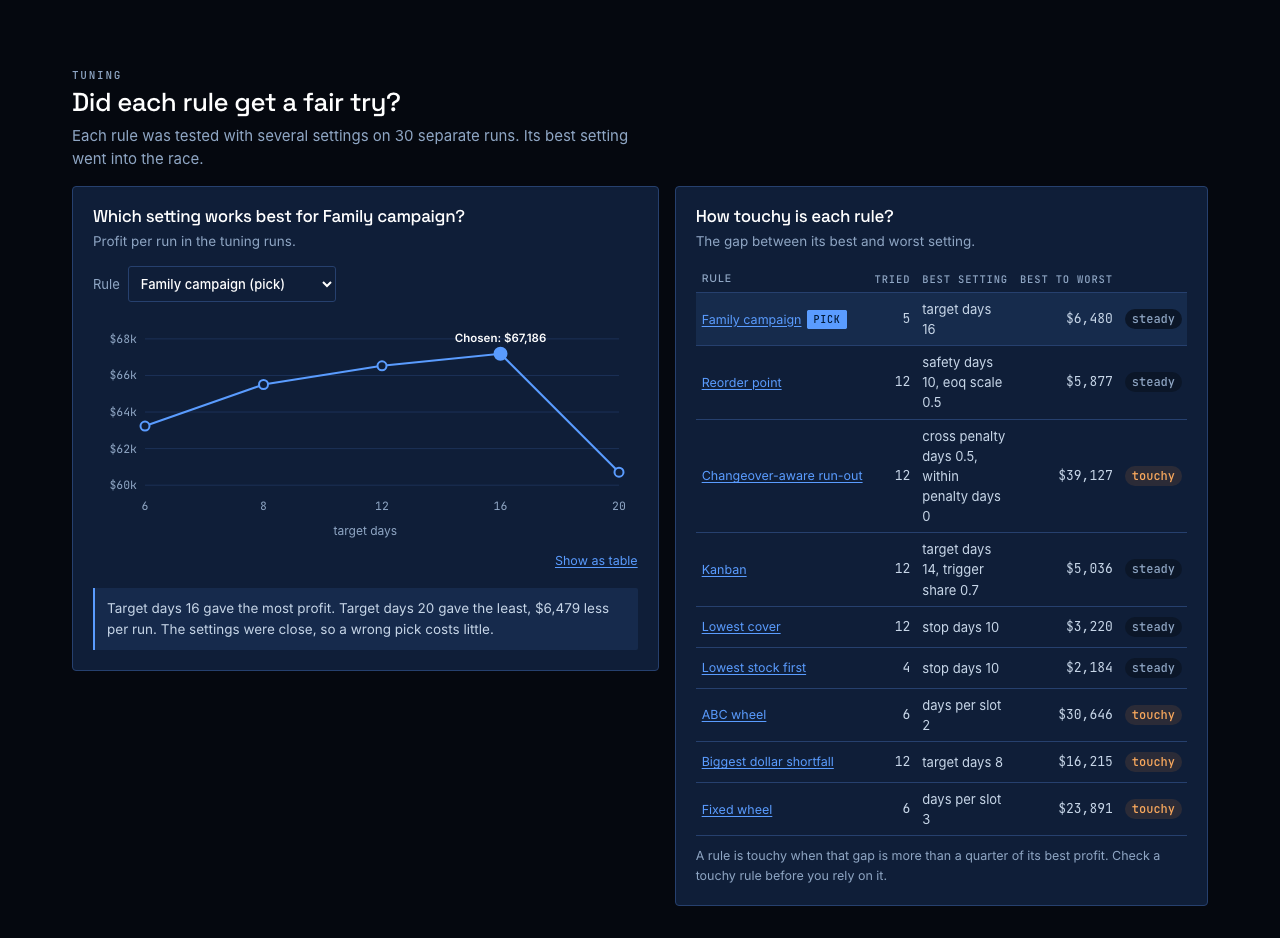 TUNING
Did each rule get a fair try?
Each rule was tested with several settings on 30 separate runs. Its best setting
went into the race.
Which setting works best for Family campaign?
Profit per run in the tuning runs.
Rule Family campaign (pick)
Chosen: $67,186
$68k
$66k
$64k
$62k
$60k
6 8 12 16 20
target days
Show as table
Target days 16 gave the most profit. Target days 20 gave the least, $6,479 less
per run. The settings were close, so a wrong pick costs little.
How touchy is each rule?
The gap between its best and worst setting.
RULE TRIED BEST SETTING BEST TO WORST
Family campaign PICK 5 target days
16 $6,480 steady
Reorder point 12 safety days
10, eoq scale
0.5 $5,877 steady
Changeover-aware run-out 12 cross penalty
days 0.5,
within
penalty days
0 $39,127 touchy
Kanban 12 target days
14, trigger
share 0.7 $5,036 steady
Lowest cover 12 stop days 10 $3,220 steady
Lowest stock first 4 stop days 10 $2,184 steady
ABC wheel 6 days per slot
2 $30,646 touchy
Biggest dollar shortfall 12 target days 8 $16,215 touchy
Fixed wheel 6 days per slot
3 $23,891 touchy
A rule is touchy when that gap is more than a quarter of its best profit. Check a
touchy rule before you rely on it.